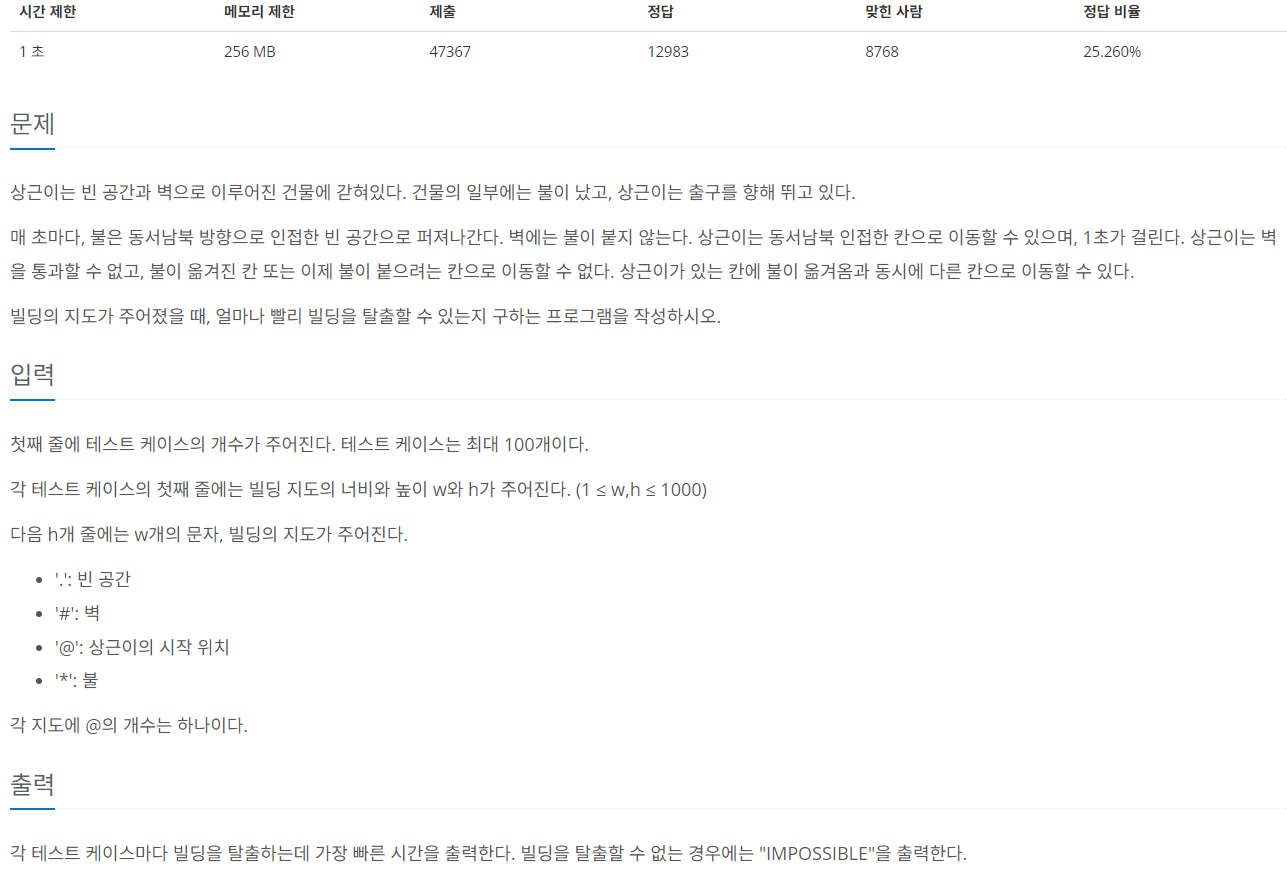 시간 제한 메모리 제한 제출 정답 맞힌 사람 정답 비율
1 초 256 MB 47367 12983 8768 25.260%
문제
상근이는 빈 공간과 벽으로 이루어진 건물에 갇혀있다. 건물의 일부에는 불이 났고, 상근이는 출구를 향해 뛰고 있다.
매 초마다, 불은 동서남북 방향으로 인접한 빈 공간으로 퍼져나간다. 벽에는 불이 붙지 않는다. 상근이는 동서남북 인접한 칸으로 이동할 수 있으며, 1초가 걸린다. 상근이는 벽
을 통과할 수 없고, 불이 옮겨진 칸 또는 이제 불이 붙으려는 칸으로 이동할 수 없다. 상근이가 있는 칸에 불이 옮겨옴과 동시에 다른 칸으로 이동할 수 있다.
빌딩의 지도가 주어졌을 때, 얼마나 빨리 빌딩을 탈출할 수 있는지 구하는 프로그램을 작성하시오.
입력
첫째 줄에 테스트 케이스의 개수가 주어진다. 테스트 케이스는 최대 100개이다.
각 테스트 케이스의 첫째 줄에는 빌딩 지도의 너비와 높이 w와 h가 주어진다. (1 ≤ w,h ≤ 1000)
다음 h개 줄에는 w개의 문자, 빌딩의 지도가 주어진다.
• '.': 빈 공간
• '#': 벽
• '@': 상근이의 시작 위치
• '*': 불
각 지도에 @의 개수는 하나이다.
출력
각 테스트 케이스마다 빌딩을 탈출하는데 가장 빠른 시간을 출력한다. 빌딩을 탈출할 수 없는 경우에는 "IMPOSSIBLE"을 출력한다.